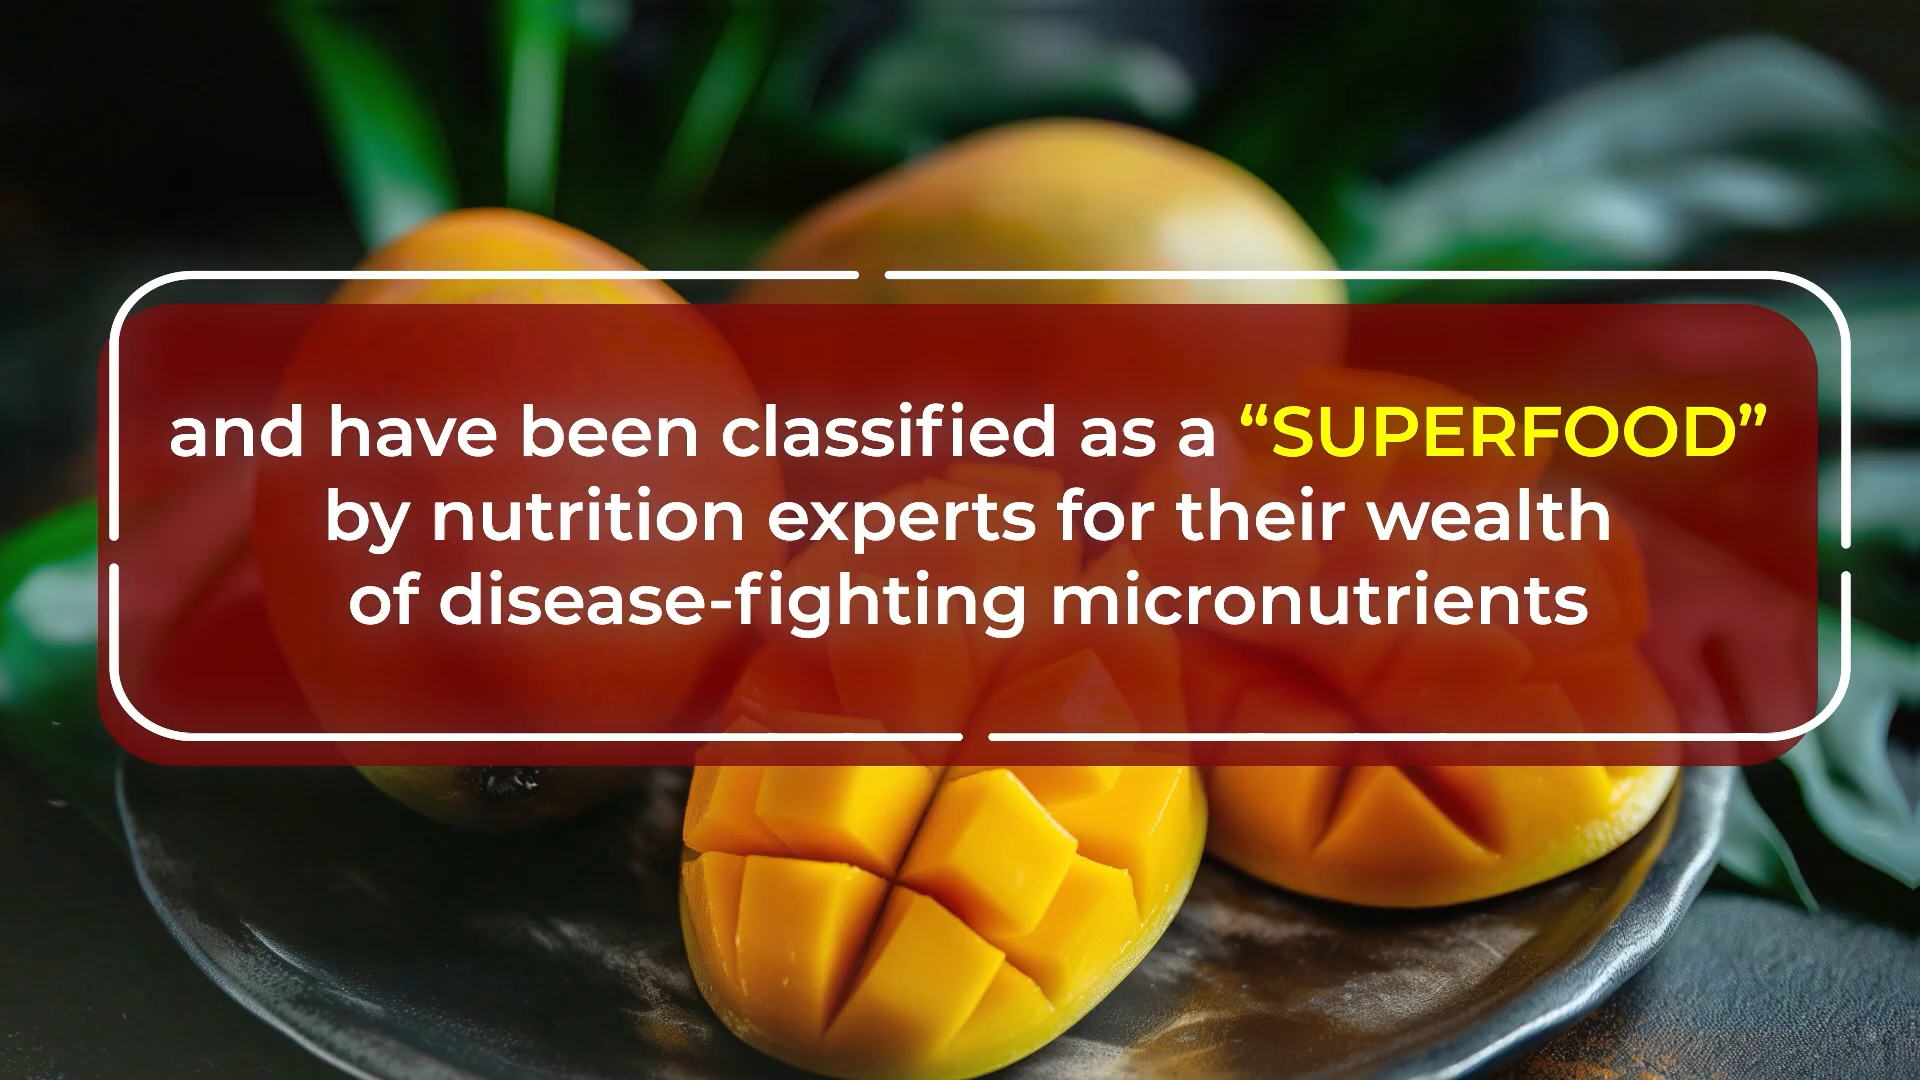 and have been classified as a “SUPERFOOD”
by nutrition experts for their wealth
of disease-fighting micronutrients